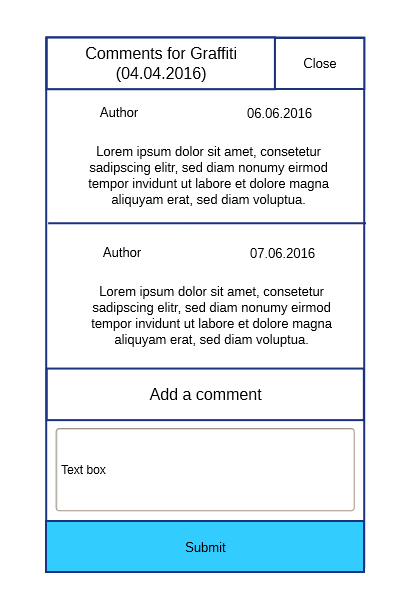 Comments for Graffiti
(04.04.2016)
Close
Author
06.06.2016
Lorem ipsum dolor sit amet, consetetur
sadipscing elitr, sed diam nonumy eirmod
tempor invidunt ut labore et dolore magna
aliquyam erat, sed diam voluptua.
Author
07.06.2016
Lorem ipsum dolor sit amet, consetetur
sadipscing elitr, sed diam nonumy eirmod
tempor invidunt ut labore et dolore magna
aliquyam erat, sed diam voluptua.
Add a comment
Text box
Submit